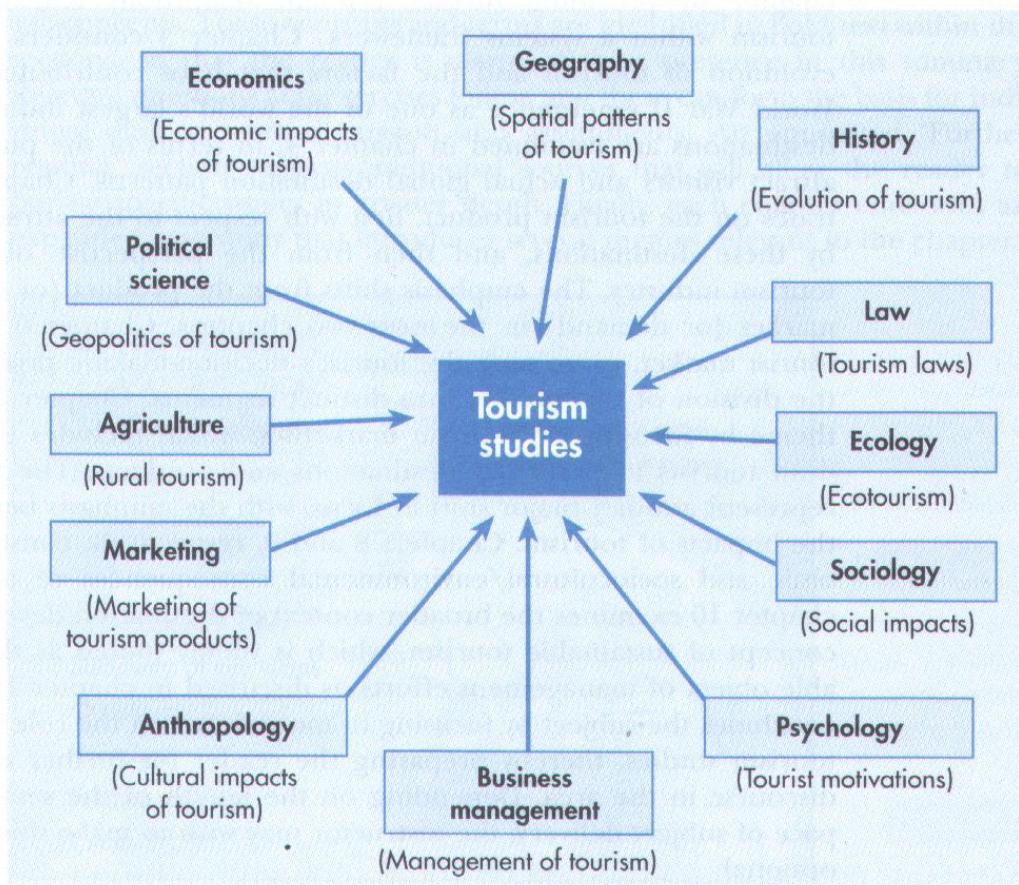 Economics
(Economic impacts
of tourism)
Geography
(Spatial patterns
of tourism)
History
(Evolution of tourism)
Political
science
(Geopolitics of tourism)
Law
(Tourism laws)
Agriculture
(Rural tourism)
Tourism
studies
Ecology
(Ecotourism)
Marketing
(Marketing of
tourism products)
Sociology
(Social impacts)
Anthropology
(Cultural impacts
of tourism)
Business
management
(Management of tourism)
Psychology
(Tourist motivations)